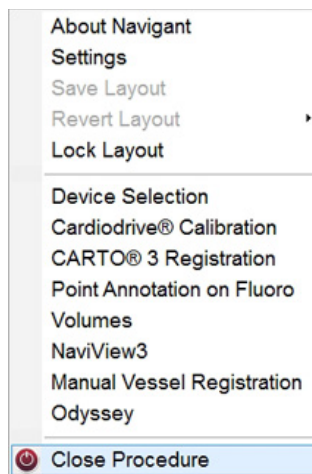 About Navigant
Settings
Save Layout
Revert Layout
Lock Layout
Device Selection
Cardiodrive® Calibration
CARTO® 3 Registration
Point Annotation on Fluoro
Volumes
NaviView3
Manual Vessel Registration
Odyssey
Close Procedure